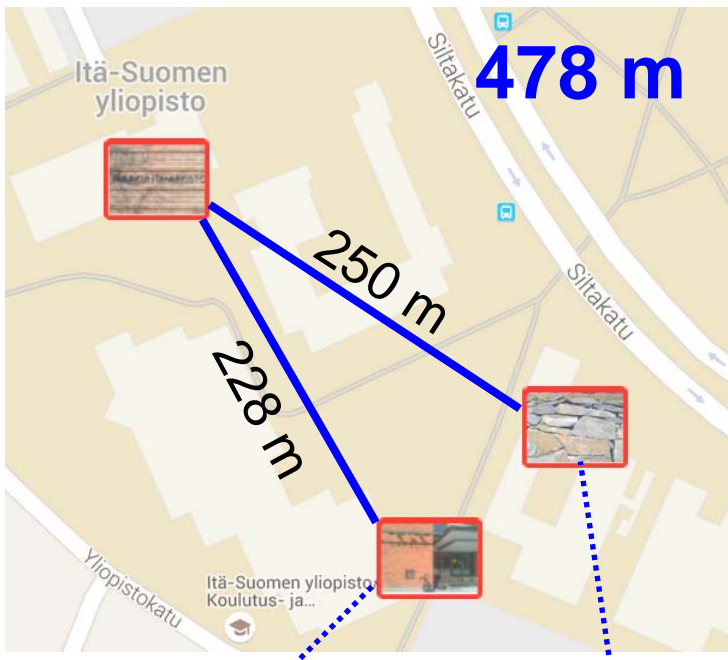 Itä-Suomen
yliopisto
Siltakatu
478 m
250 m
Siltakatu
228 m
Yliopistokatu
Itä-Suomen yliopisto,
Koulutus- ja...